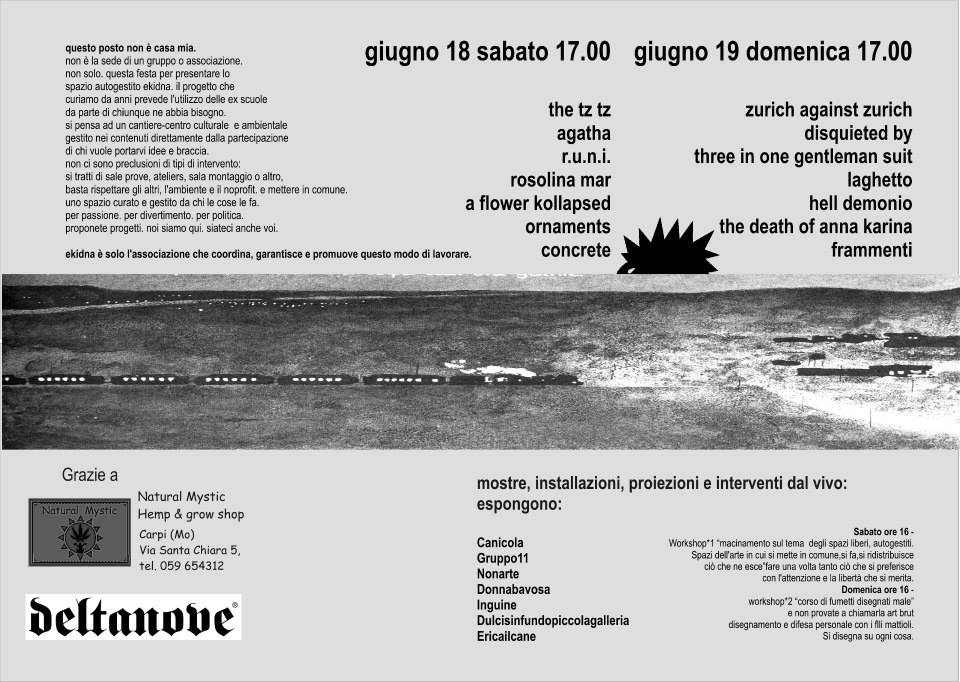 questo posto non è casa mia.
non è la sede di un gruppo o associazione.
non solo. questa festa per presentare lo
spazio autogestito ekidna. il progetto che
curiamo da anni prevede l'utilizzo delle ex scuole
da parte di chiunque ne abbia bisogno.
si pensa ad un cantiere-centro culturale e ambientale
gestito nei contenuti direttamente dalla partecipazione
di chi vuole portarvi idee e braccia.
non ci sono preclusioni di tipi di intervento:
si tratti di sale prove, ateliers, sala montaggio o altro,
basta rispettare gli altri, l'ambiente e il noprofit. e mettere in comune.
uno spazio curato e gestito da chi le cose le fa.
per passione. per divertimento. per politica.
proponete progetti. noi siamo qui. siateci anche voi.
ekidna è solo l'associazione che coordina, garantisce e promuove questo modo di lavorare.
giugno 18 sabato 17.00
the tz tz
agatha
r.u.n.i.
rosolina mar
a flower kollapsed
ornaments
concrete
giugno 19 domenica 17.00
zurich against zurich
disquieted by
three in one gentleman suit
laghetto
hell demonio
the death of anna karina
frammenti
Grazie a
Natural Mystic
Natural Mystic
Hemp & grow shop
Carpi (Mo)
Via Santa Chiara 5,
tel. 059 654312
deltanove®
mostre, installazioni, proiezioni e interventi dal vivo:
espongono:
Canicola
Gruppo11
Nonarte
Donnabavosa
Inguine
Dulcisinfundopiccolagalleria
Ericailcane
Sabato ore 16 -
Workshop*1 "macinamento sul tema degli spazi liberi, autogestiti.
Spazi dell'arte in cui si mette in comune,si fa,si ridistribuisce
ciò che ne esce"fare una volta tanto ciò che si preferisce
con l'attenzione e la libertà che si merita.
Domenica ore 16 -
workshop*2 "corso di fumetti disegnati male"
e non provate a chiamarla art brut
disegnamento e difesa personale con i flli mattioli.
Si disegna su ogni cosa.